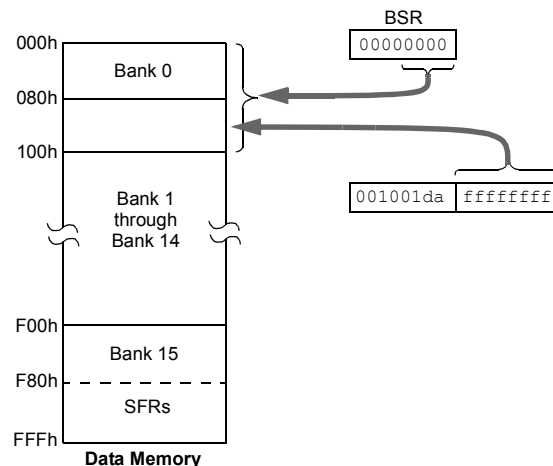 BSR
00000000
000h
Bank 0
080h
100h
001001da ffffffff
Bank 1
through
Bank 14
F00h
Bank 15
F80h
SFRs
FFFh
Data Memory